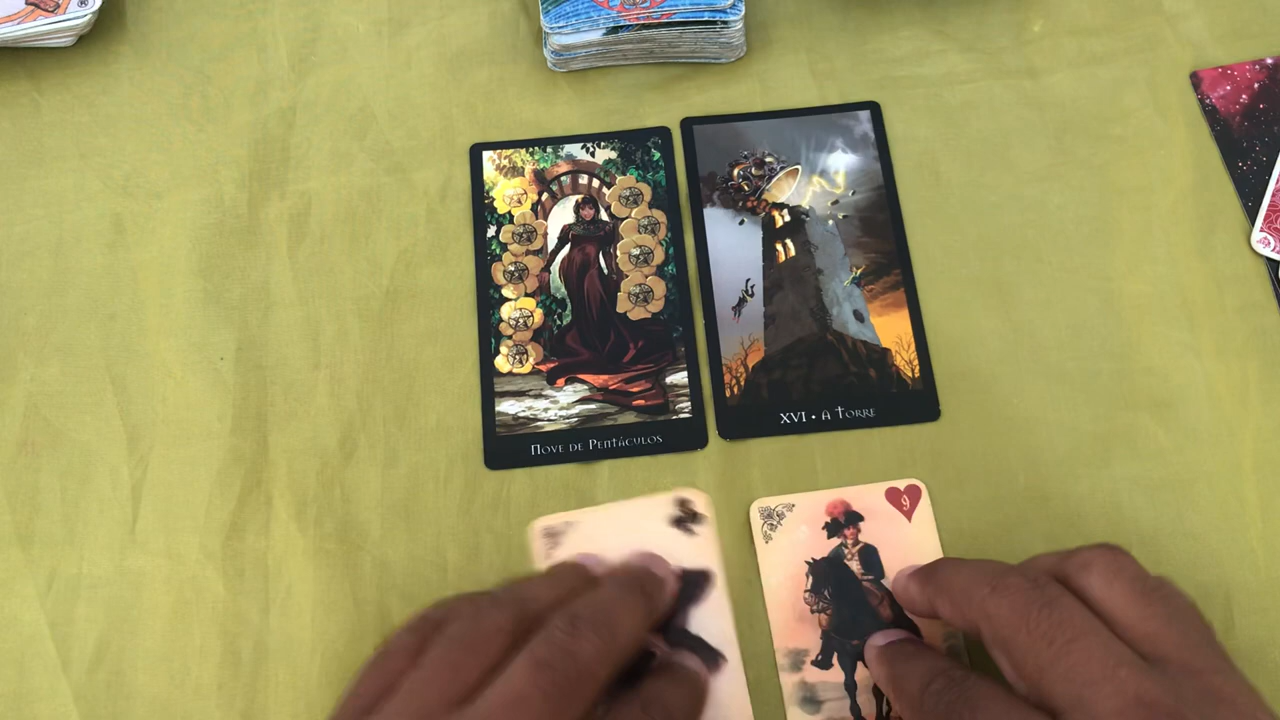 ®
NOVE DE PENTÁCULOS
XVI • A TORRE
9